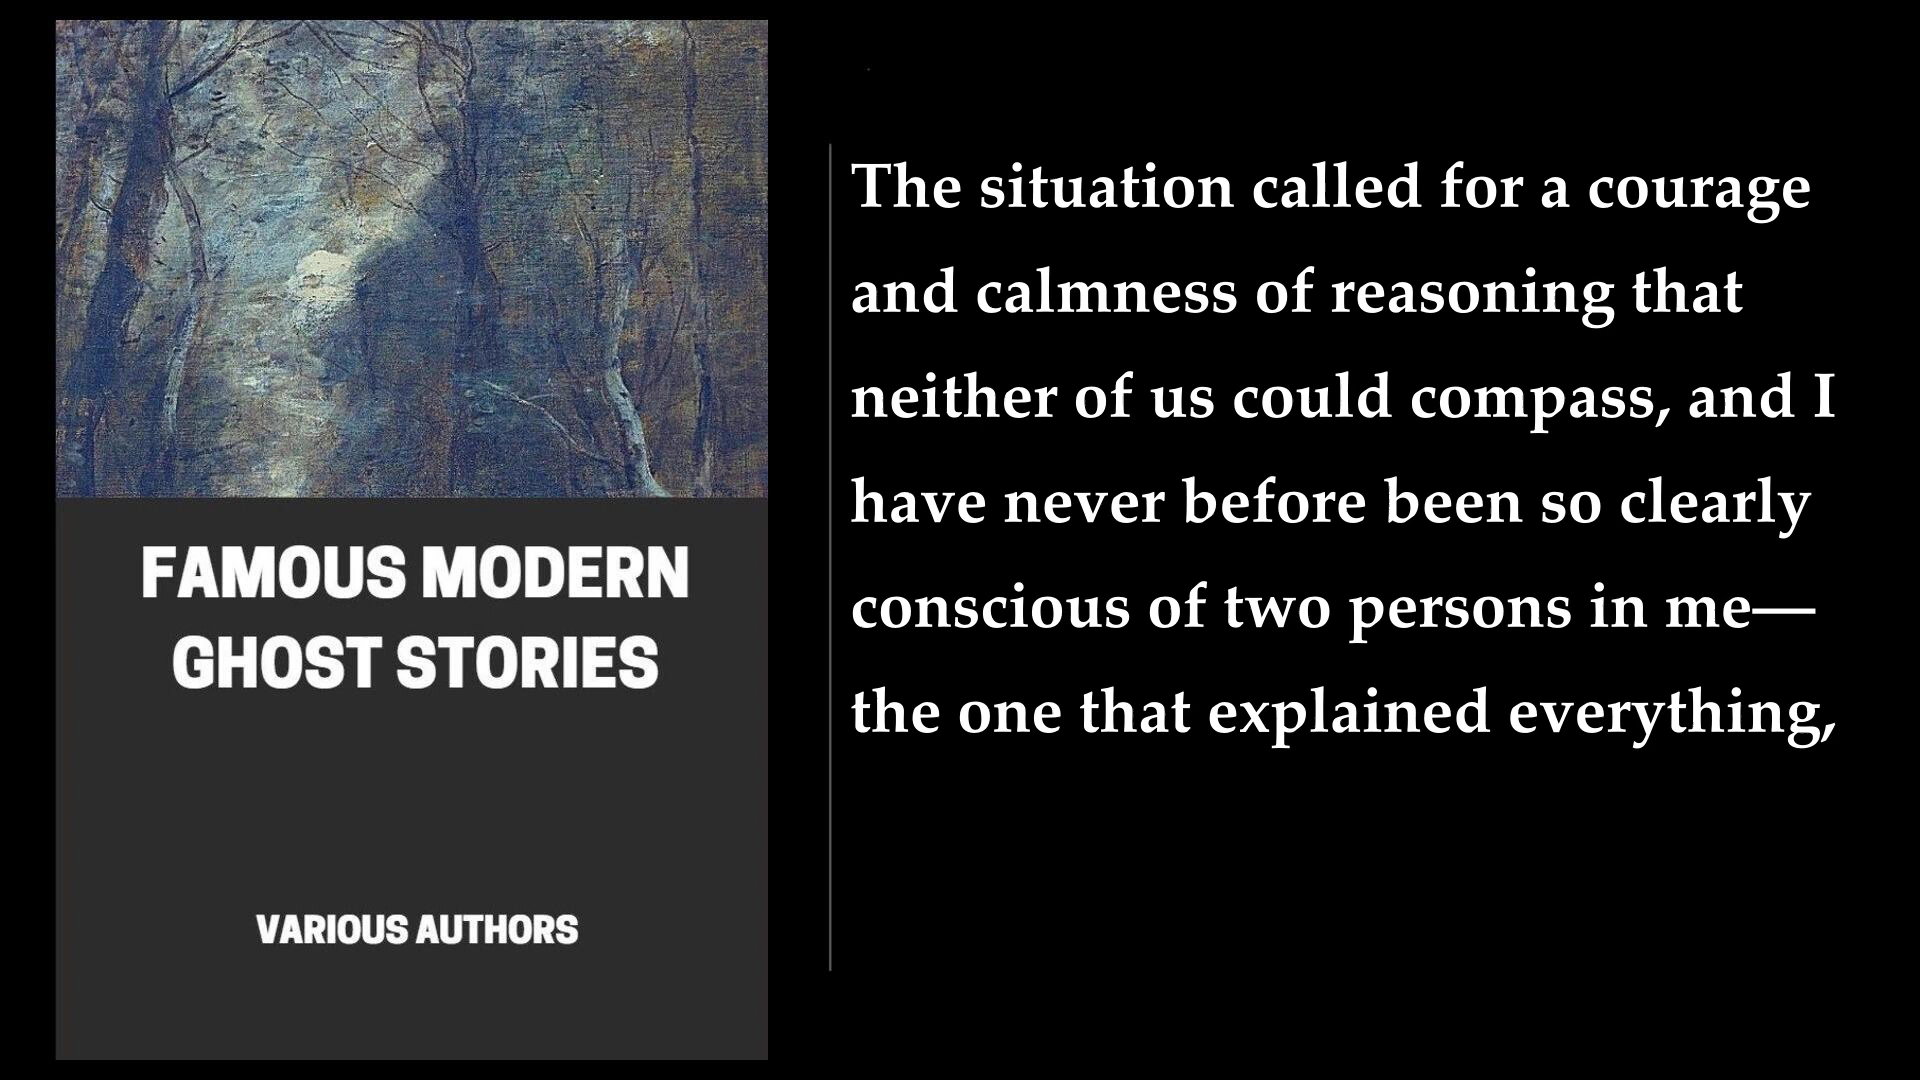 FAMOUS MODERN
GHOST STORIES
VARIOUS AUTHORS
The situation called for a courage
and calmness of reasoning that
neither of us could compass, and I
have never before been so clearly
conscious of two persons in me—
the one that explained everything,